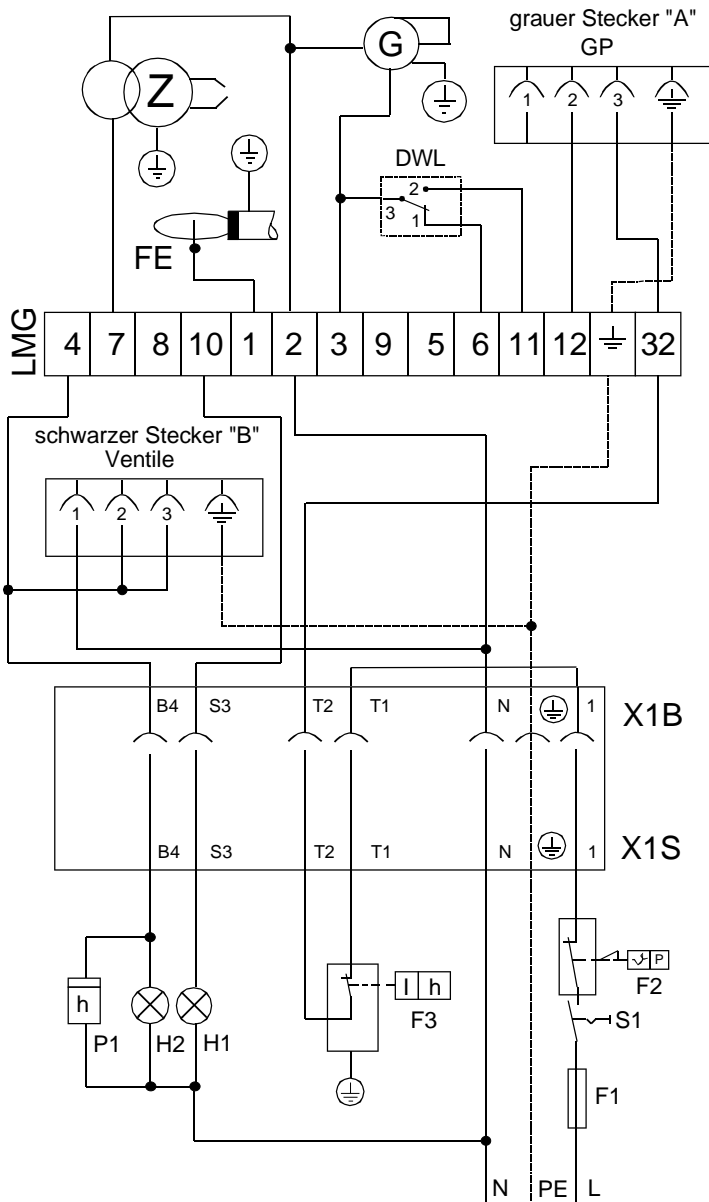 grauer Stecker "A"
GP
G
Z
1 2 3
DWL
2
3
1
FE
LMG
4 7 8 10 1 2 3 9 5 6 11 12 32
schwarzer Stecker "B"
Ventile
1 2 3
B4 S3 T2 T1 N 1
X1B
B4 S3 T2 T1 N 1
X1S
h
P1
H2
H1
I h
F3
P
F2
S1
F1
N PE L